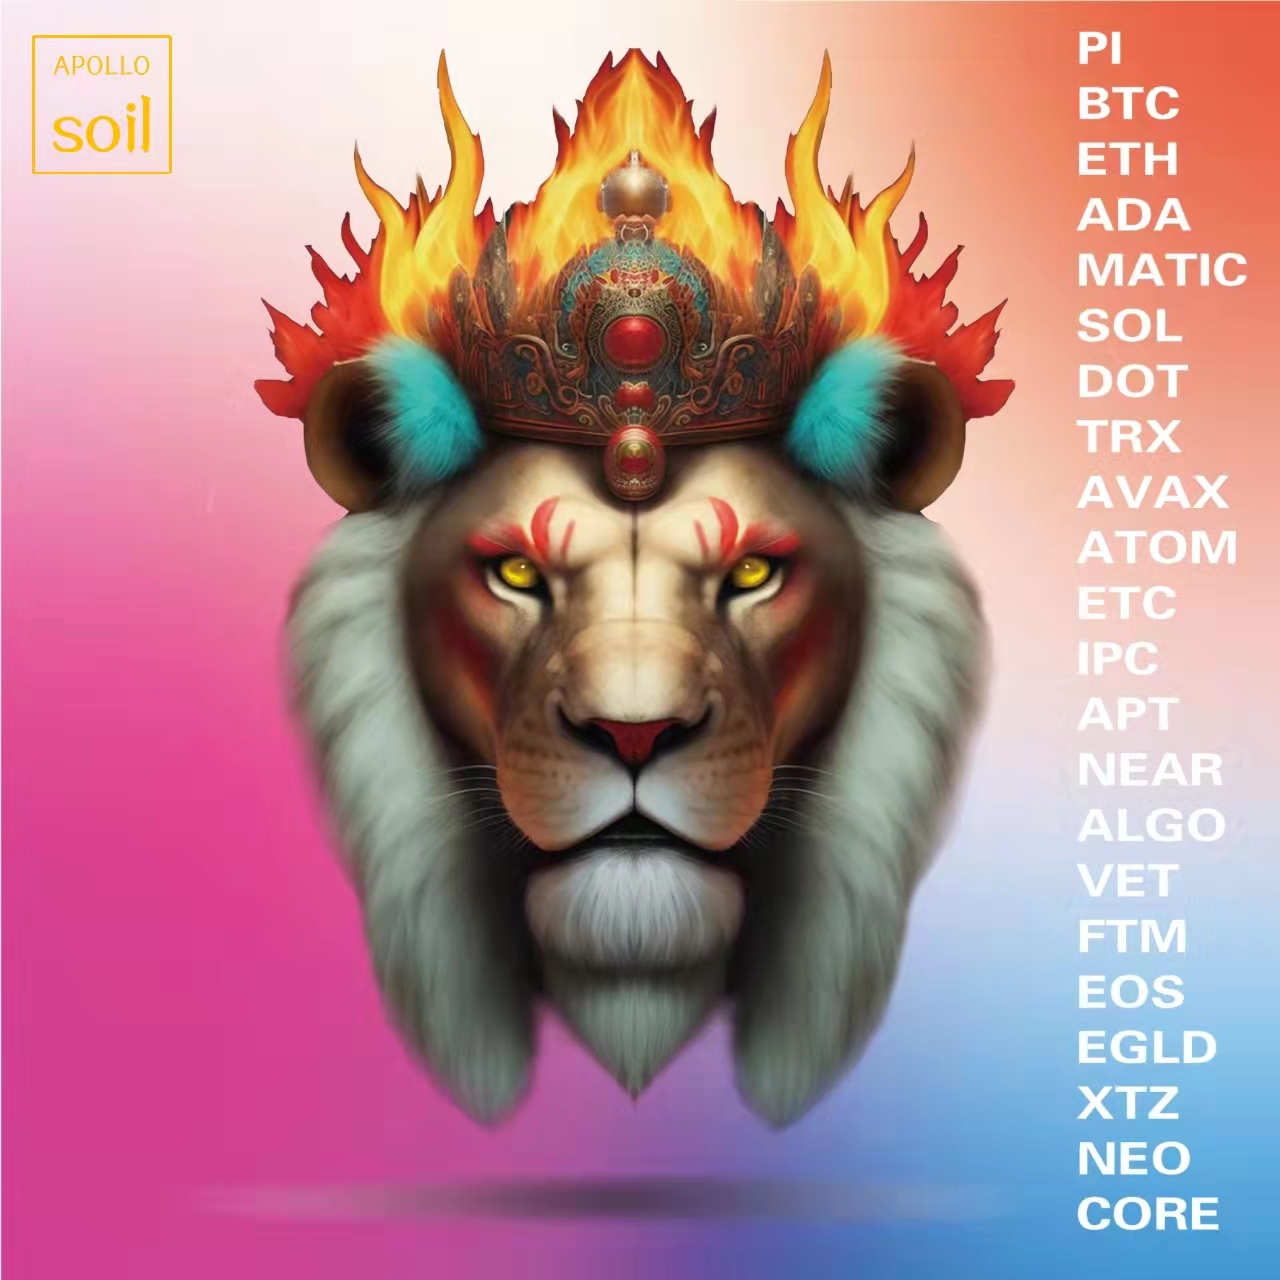 APOLLO
soil
PI
BTC
ETH
ADA
MATIC
SOL
DOT
TRX
AVAX
ATOM
ETC
IPC
APT
NEAR
ALGO
VET
FTM
EOS
EGLD
XTZ
NEO
CORE